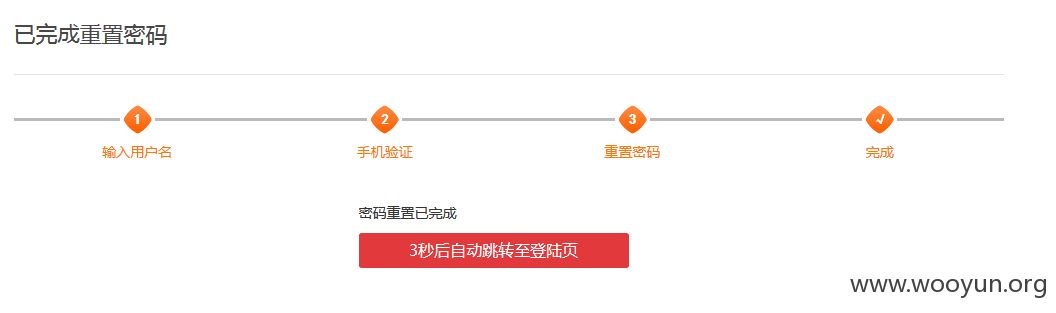 已完成重置密码
1
2
3
√
输入用户名
手机验证
重置密码
完成
密码重置已完成
3秒后自动跳转至登陆页
www.wooyun.org